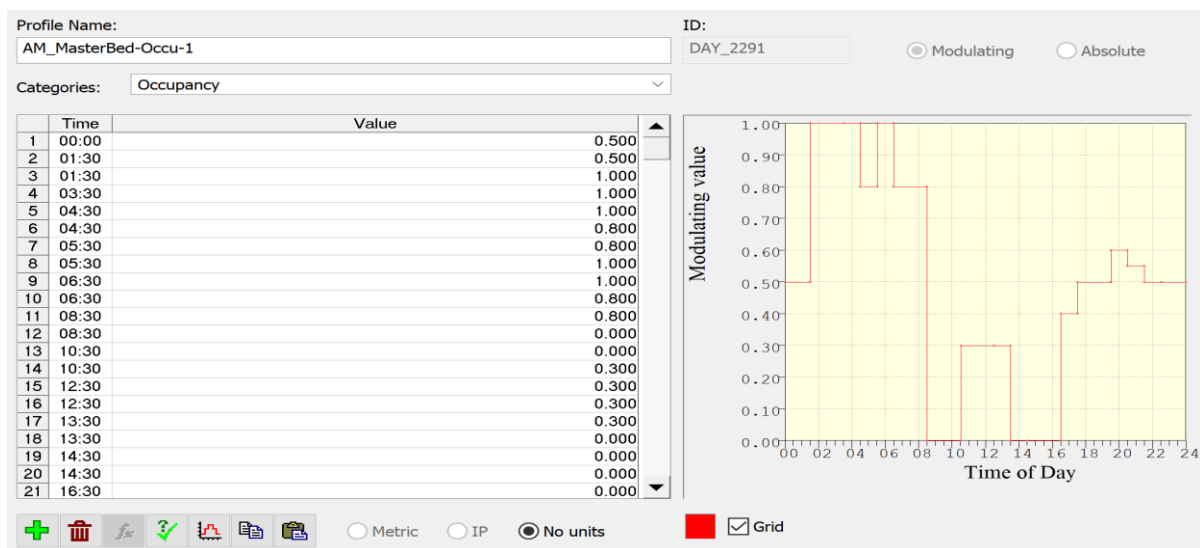 Profile Name:
AM_MasterBed-Occu-1
ID:
DAY_2291
Modulating
Absolute
Categories:
Occupancy
Time Value
1 00:00 0.500
2 01:30 0.500
3 01:30 1.000
4 03:30 1.000
5 04:30 1.000
6 04:30 0.800
7 05:30 0.800
8 05:30 1.000
9 06:30 1.000
10 06:30 0.800
11 08:30 0.800
12 08:30 0.000
13 10:30 0.000
14 10:30 0.300
15 12:30 0.300
16 12:30 0.300
17 13:30 0.300
18 13:30 0.000
19 14:30 0.000
20 14:30 0.000
21 16:30 0.000
Modulating value
1.00
0.90
0.80
0.70
0.60
0.50
0.40
0.30
0.20
0.10
0.00
00 02 04 06 08 10 12 14 16 18 20 22 24
Time of Day
fx
Metric
IP
No units
Grid